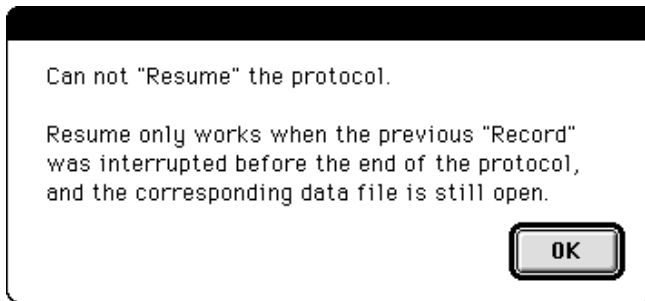 Can not "Resume" the protocol.
Resume only works when the previous "Record"
was interrupted before the end of the protocol,
and the corresponding data file is still open.
OK